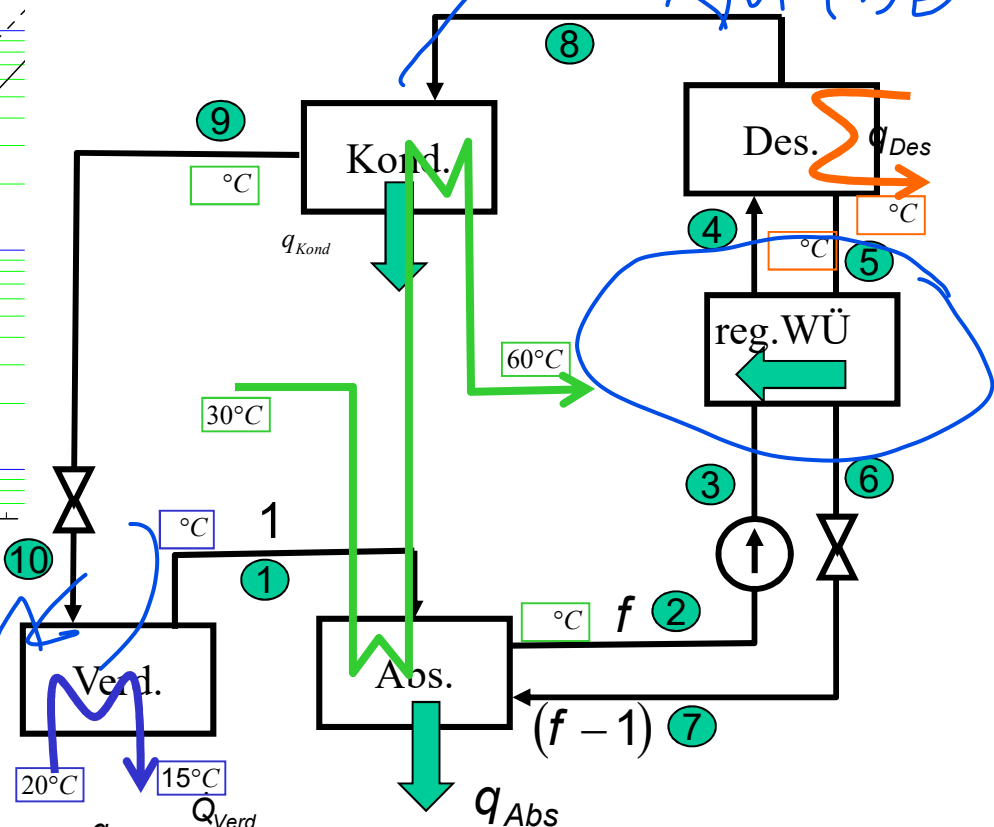 8
9
Kond.
Des.
q_Des
°C
°C
4
°C
5
q_Kond
reg.WÜ
60°C
30°C
3
6
°C
1
10
1
°C
f
2
Verd.
Abs.
(f – 1)
7
20°C
15°C
Q̇_Verd
q_Abs